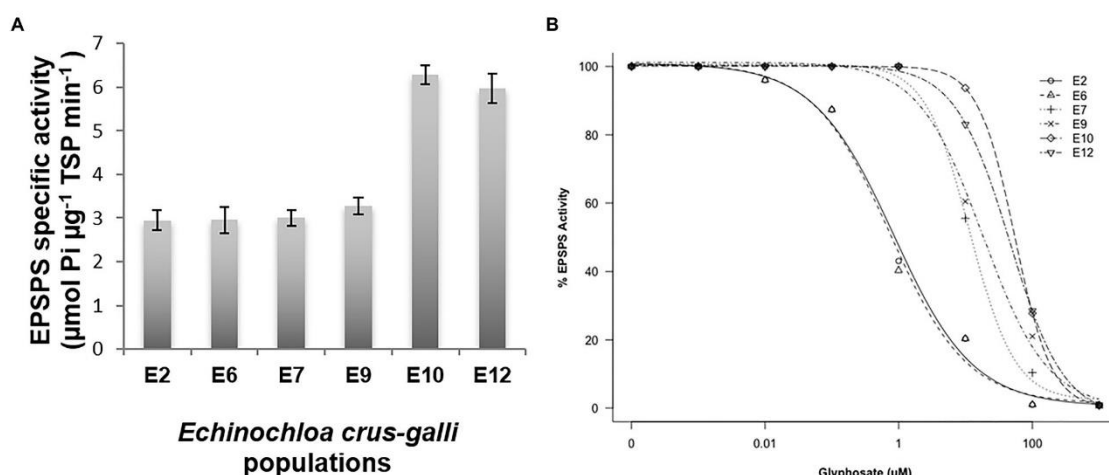 A
EPSPS specific activity
(μmol Pi μg⁻¹ TSP min⁻¹)
7
6
5
4
3
2
1
0
E2 E6 E7 E9 E10 E12
Echinochloa crus-galli
populations
B
% EPSPS Activity
100
80
60
40
20
0
E2
E6
E7
E9
E10
E12
0 0.01 1 100
Glyphosate (uM)